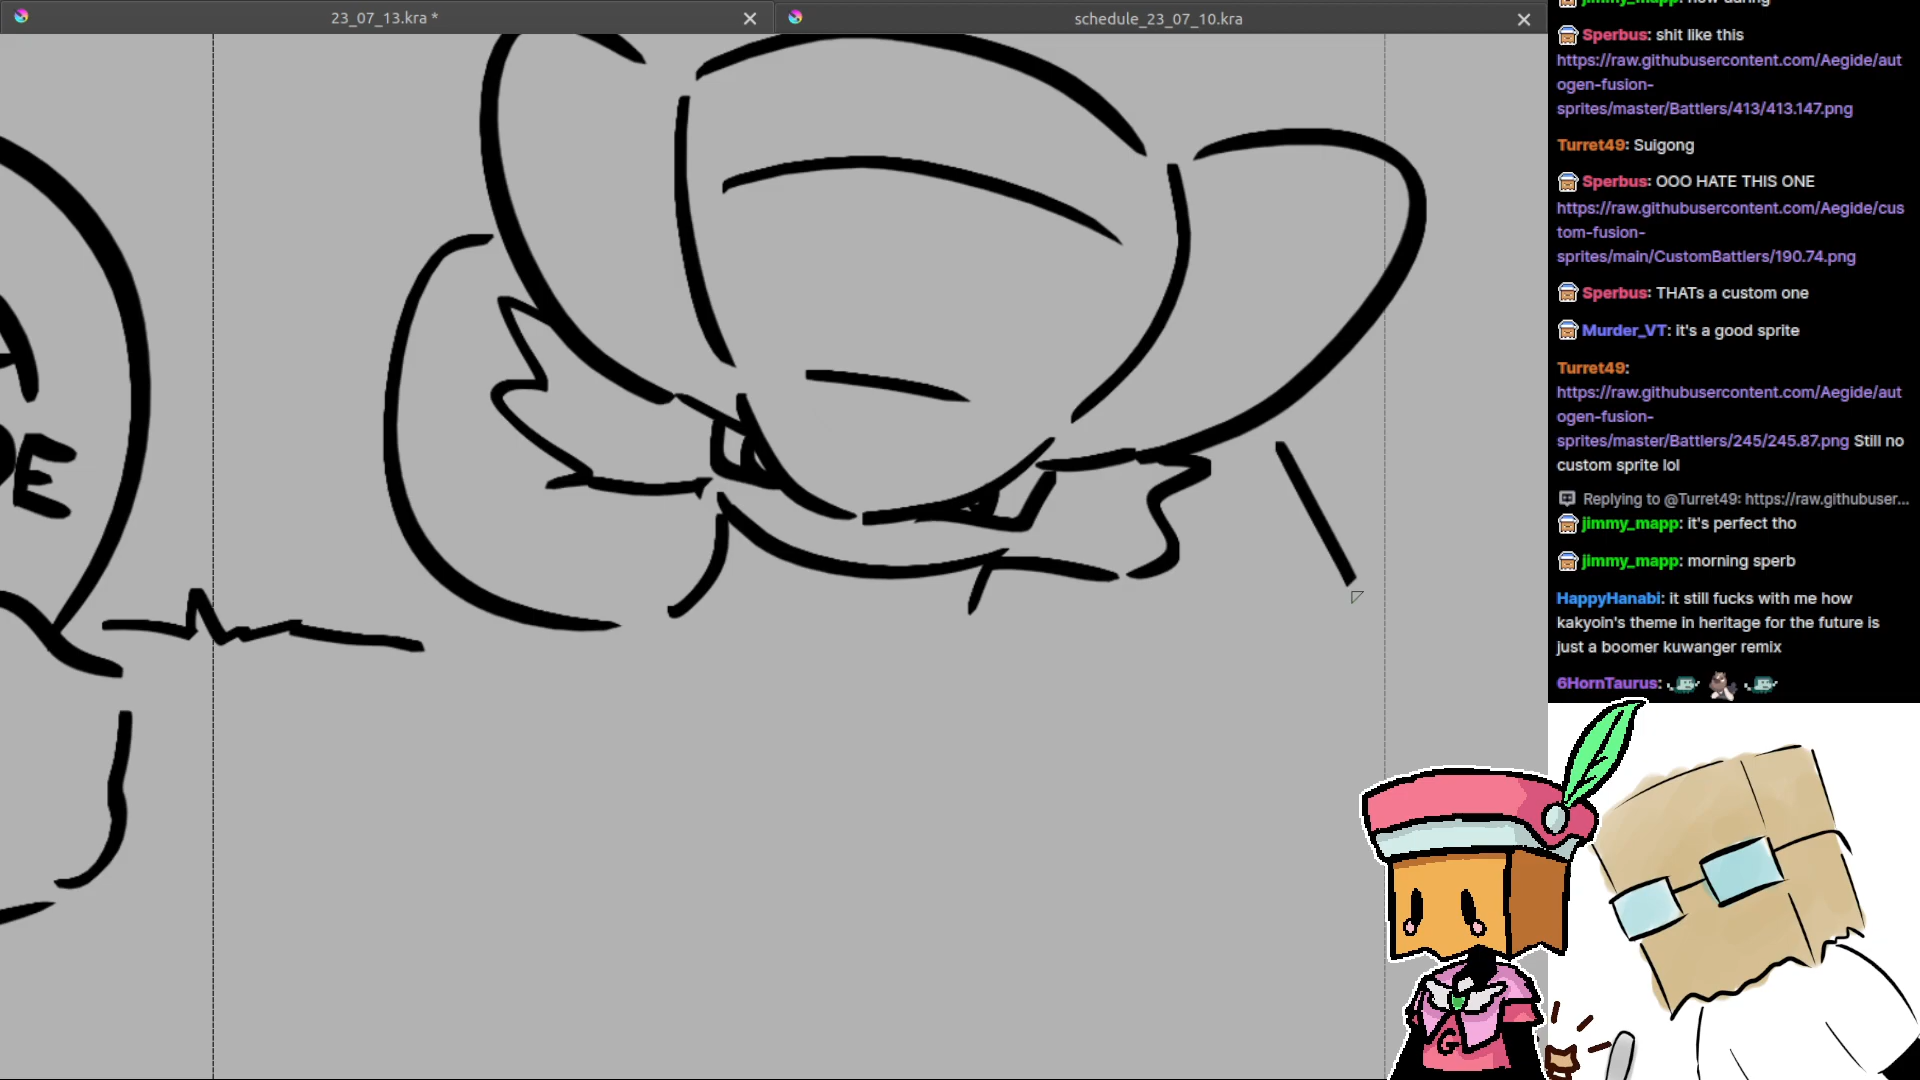 23_07_13.kra *
schedule_23_07_10.kra
Sperbus: shit like this
https://raw.githubusercontent.com/Aegide/aut
ogen-fusion-
sprites/master/Battlers/413/413.147.png
Turret49: Suigong
Sperbus: OOO HATE THIS ONE
https://raw.githubusercontent.com/Aegide/cus
tom-fusion-
sprites/main/CustomBattlers/190.74.png
Sperbus: THATs a custom one
Murder_VT: it's a good sprite
Turret49:
https://raw.githubusercontent.com/Aegide/aut
ogen-fusion-
sprites/master/Battlers/245/245.87.png Still no
custom sprite lol
Replying to @Turret49: https://raw.githubuser...
jimmy_mapp: it's perfect tho
jimmy_mapp: morning sperb
HappyHanabi: it still fucks with me how
kakyoin's theme in heritage for the future is
just a boomer kuwanger remix
6HornTaurus:
G